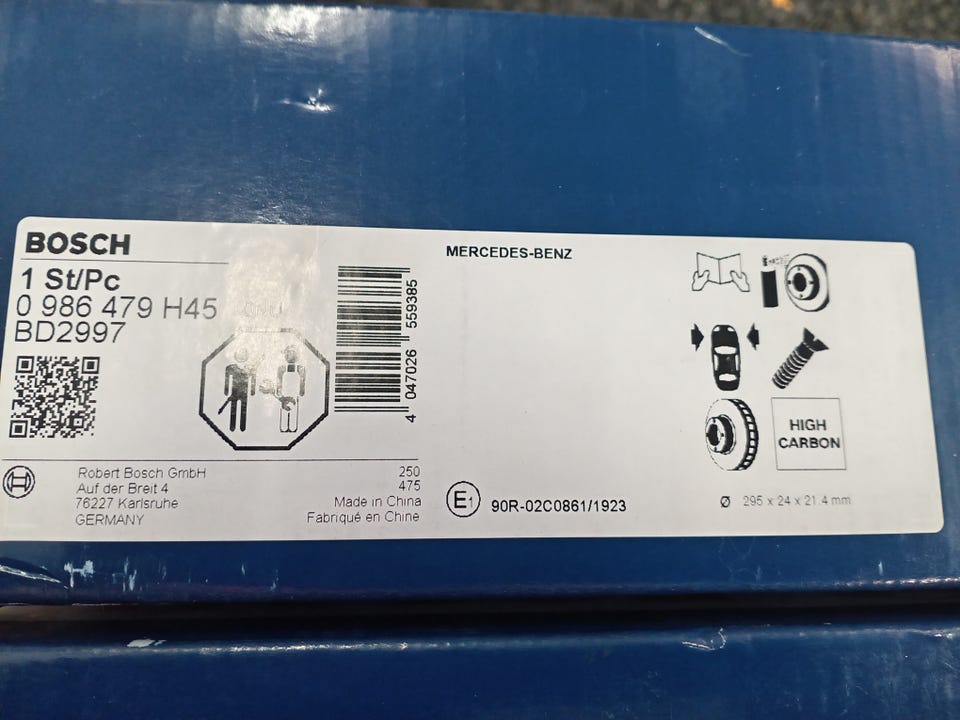 BOSCH
1 St/Pc
0 986 479 H45
BD2997
4 047026 559385
MERCEDES-BENZ
HIGH
CARBON
Robert Bosch GmbH
Auf der Breit 4
76227 Karlsruhe
GERMANY
250
475
Made in China
Fabriqué en Chine
E1
90R-02C0861/1923
Ø 295 x 24 x 21.4 mm